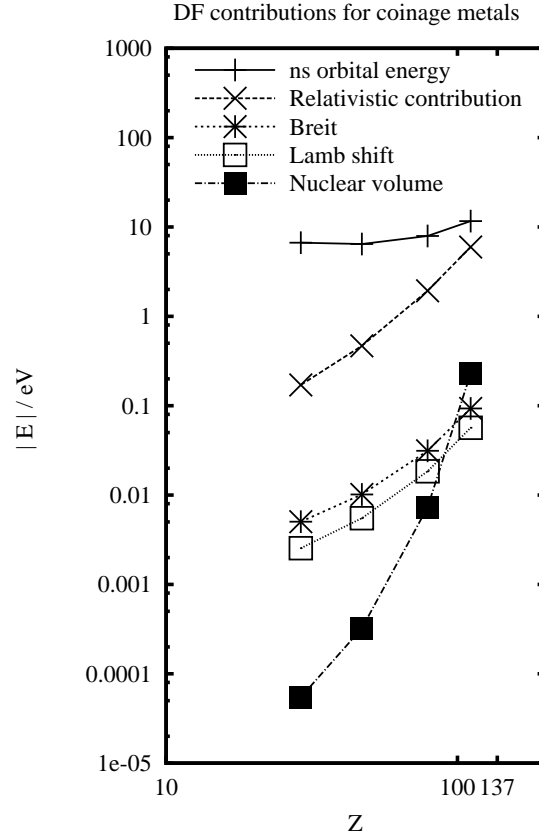 DF contributions for coinage metals
1000
100
10
1
0.1
0.01
0.001
0.0001
1e-05
| E | / eV
ns orbital energy
Relativistic contribution
Breit
Lamb shift
Nuclear volume
10
100
137
Z